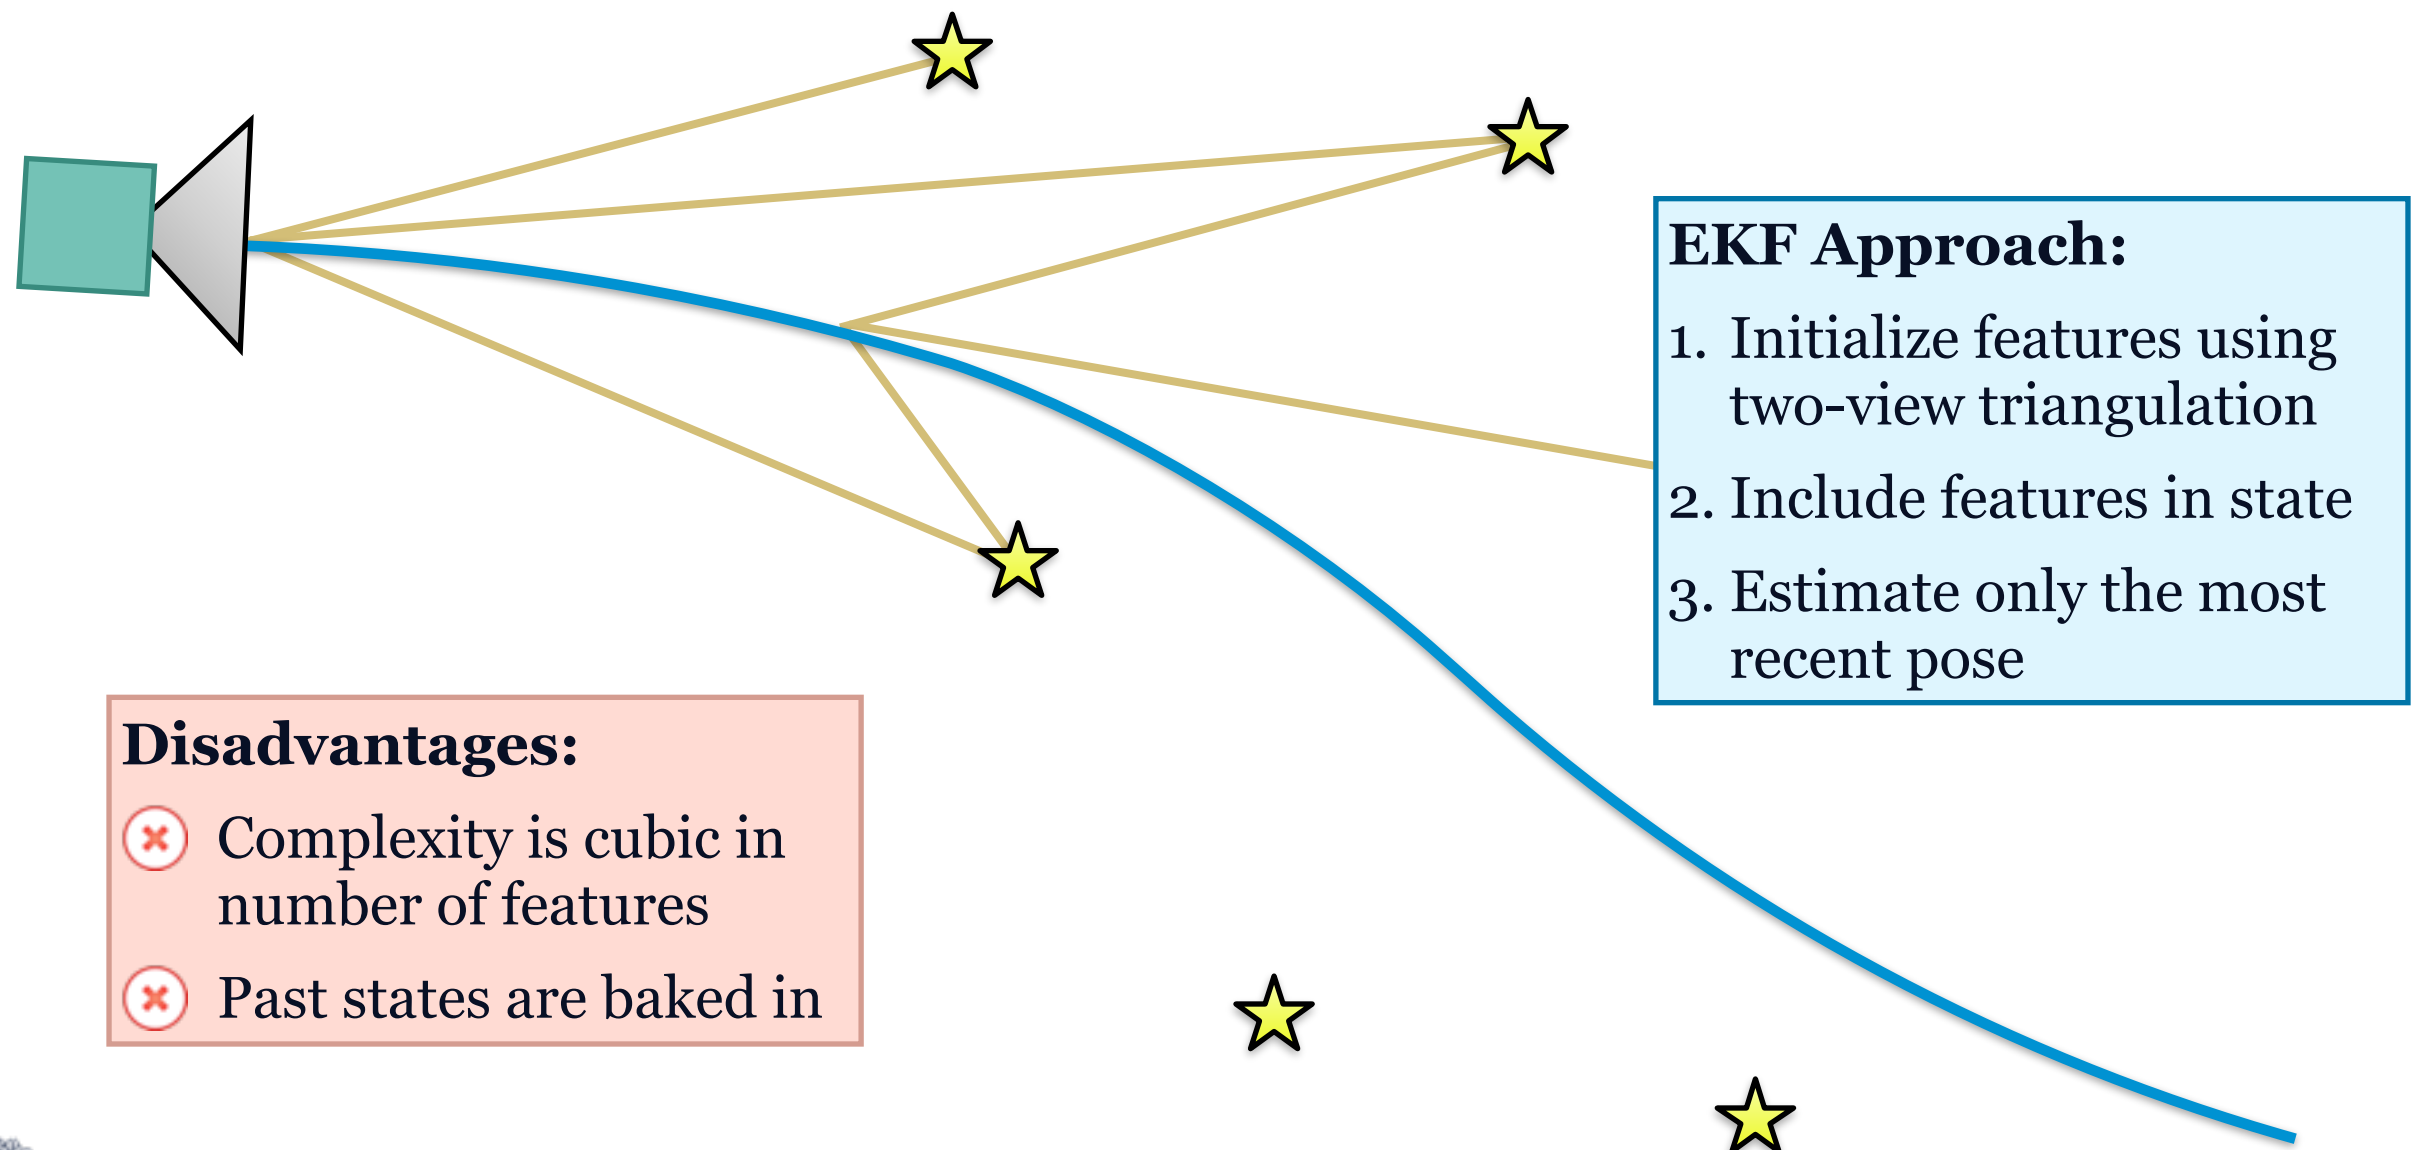 EKF Approach:
1. Initialize features using
two-view triangulation
2. Include features in state
3. Estimate only the most
recent pose
Disadvantages:
Complexity is cubic in
number of features
Past states are baked in